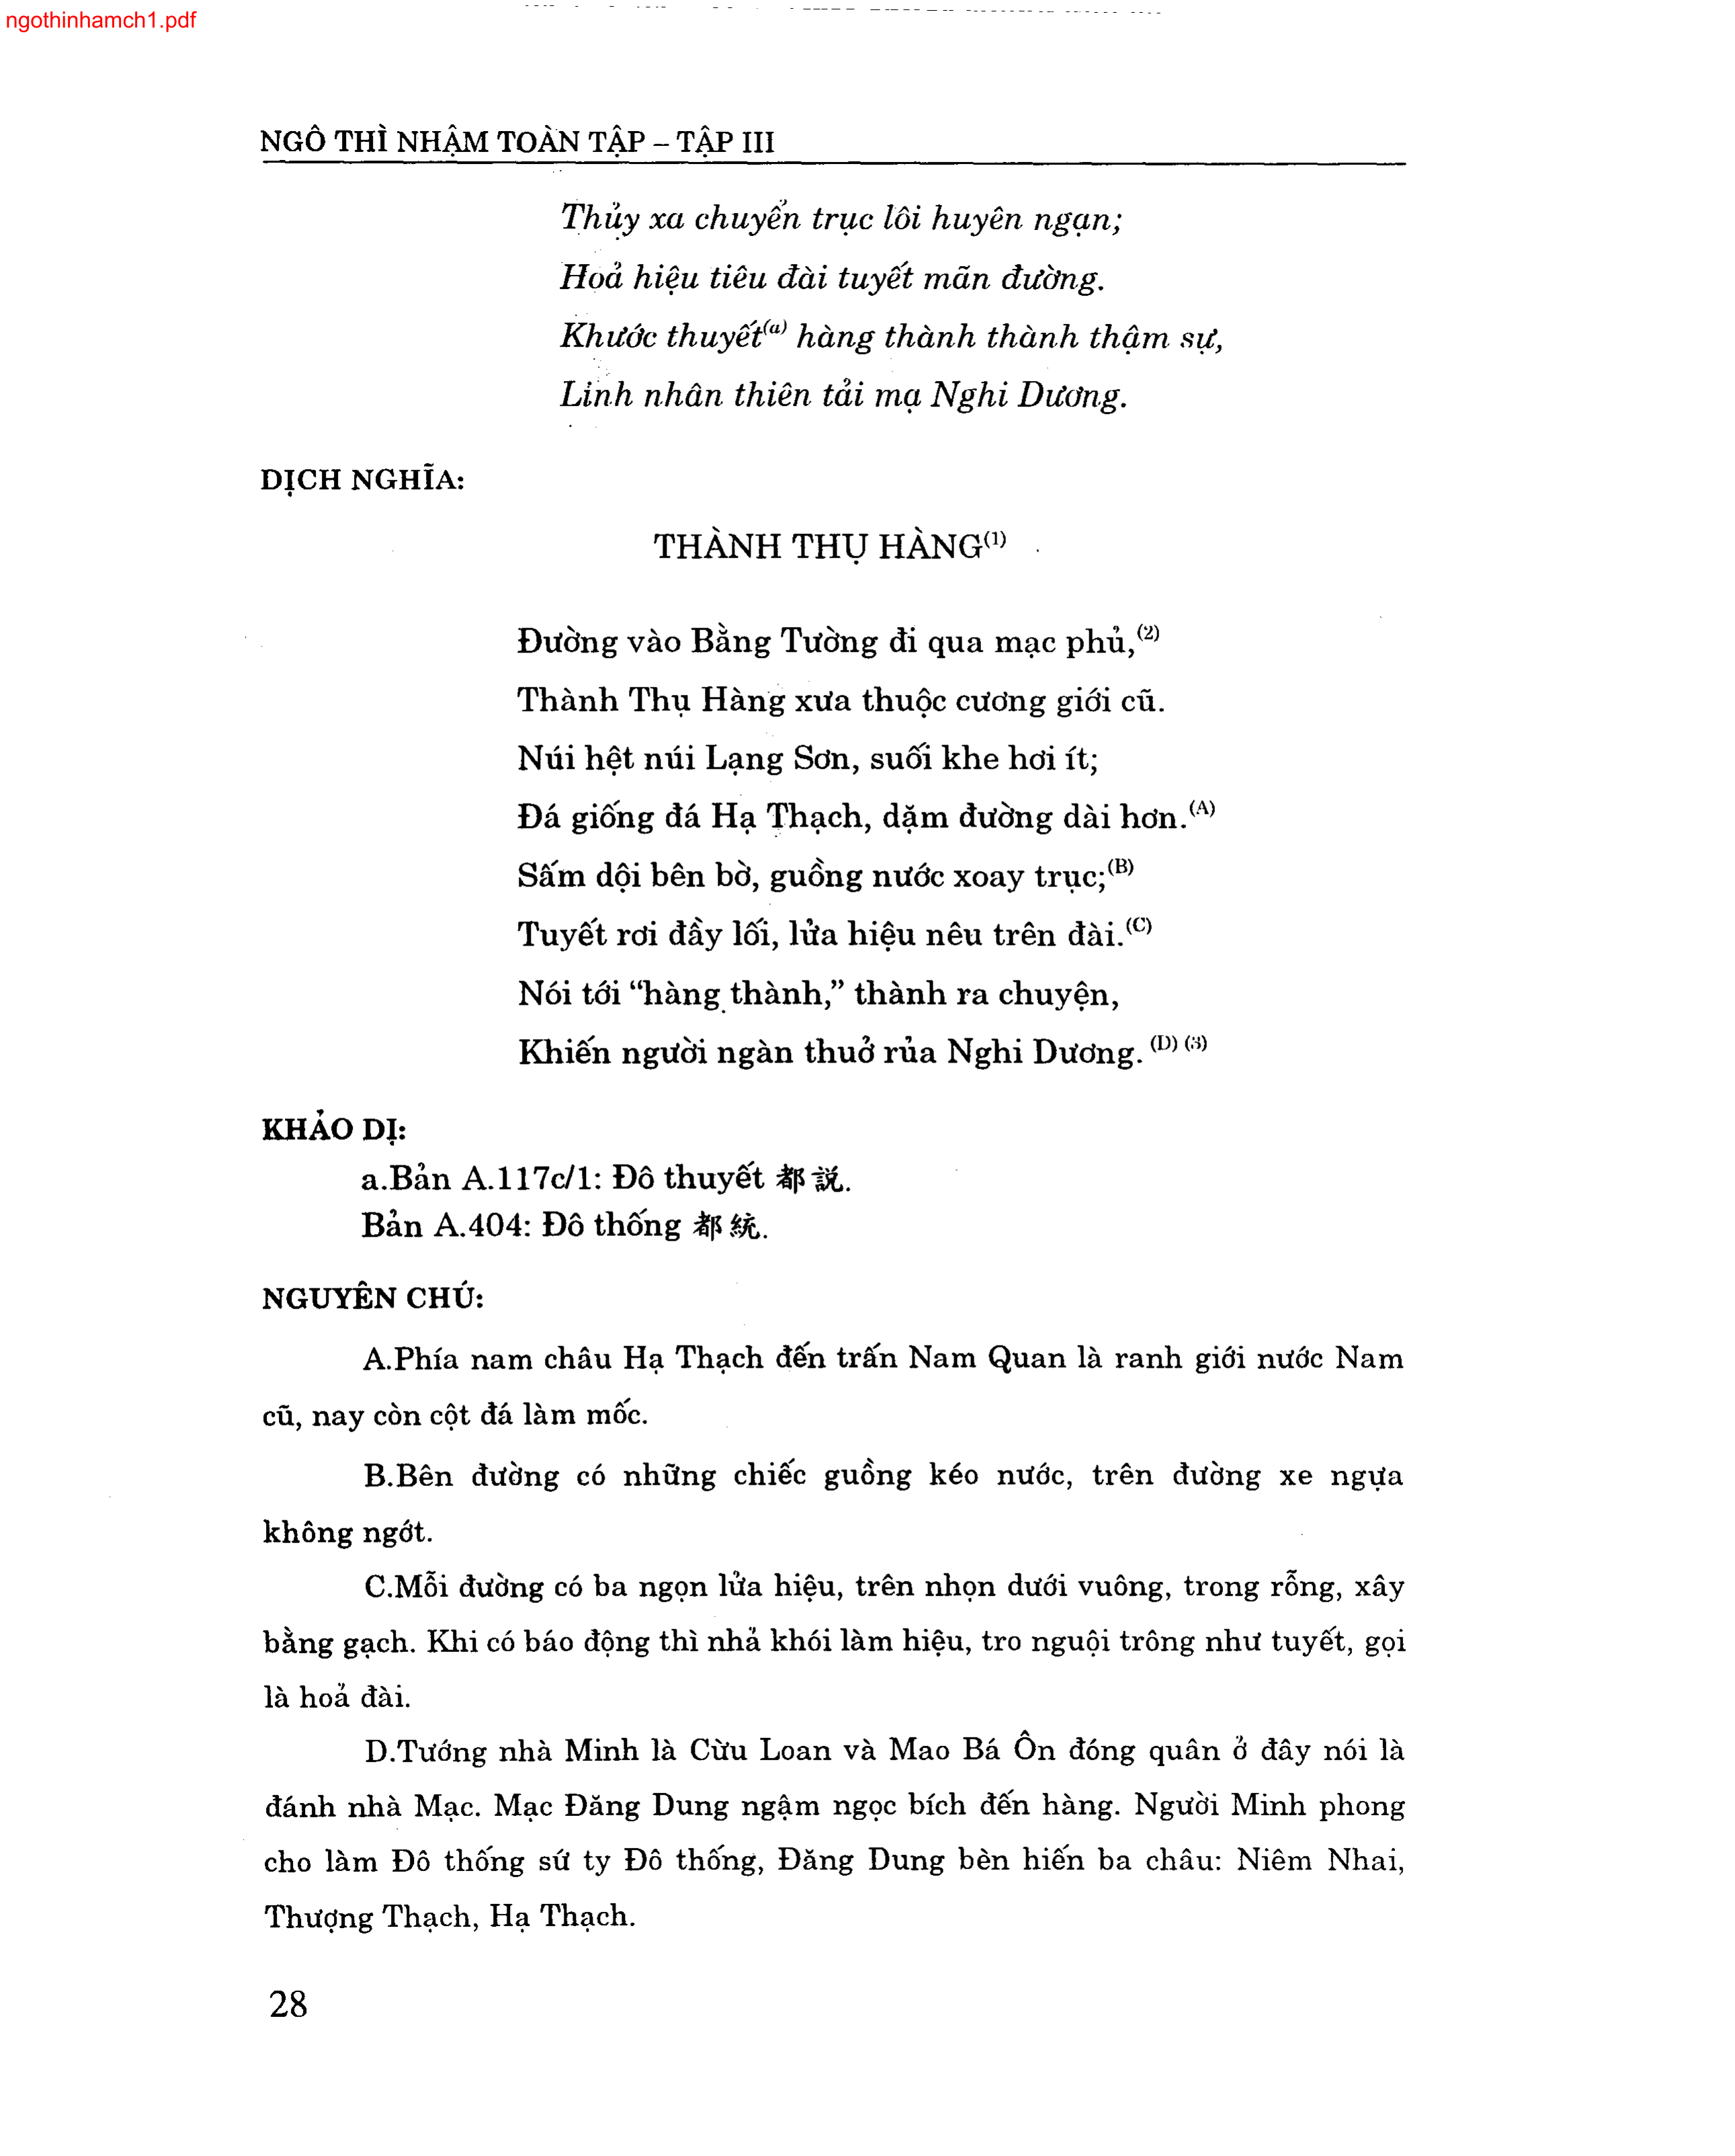 ngothinhamch1.pdf
NGÔ THÌ NHẬM TOÀN TẬP – TẬP III
Thủy xa chuyển trục lôi huyên ngạn;
Hoả hiệu tiêu đài tuyết mãn đường.
Khước thuyết(a) hàng thành thành thậm sự,
Linh nhân thiên tải mạ Nghi Dương.
DỊCH NGHĨA:
THÀNH THỤ HÀNG(1)
Đường vào Bằng Tường đi qua mạc phủ,(2)
Thành Thụ Hàng xưa thuộc cương giới cũ.
Núi hệt núi Lạng Sơn, suối khe hơi ít;
Đá giống đá Hạ Thạch, dặm đường dài hơn.(A)
Sấm dội bên bờ, guồng nước xoay trục;(B)
Tuyết rơi đầy lối, lửa hiệu nêu trên đài.(C)
Nói tới “hàng thành,” thành ra chuyện,
Khiến người ngàn thuở rủa Nghi Dương. (D) (3)
KHẢO DỊ:
a.Bản A.117c/1: Đô thuyết 都說.
Bản A.404: Đô thống 都統.
NGUYÊN CHÚ:
A.Phía nam châu Hạ Thạch đến trấn Nam Quan là ranh giới nước Nam
cũ, nay còn cột đá làm mốc.
B.Bên đường có những chiếc guồng kéo nước, trên đường xe ngựa
không ngớt.
C.Mỗi đường có ba ngọn lửa hiệu, trên nhọn dưới vuông, trong rỗng, xây
bằng gạch. Khi có báo động thì nhả khói làm hiệu, tro nguội trông như tuyết, gọi
là hoả đài.
D.Tướng nhà Minh là Cừu Loan và Mao Bá Ôn đóng quân ở đây nói là
đánh nhà Mạc. Mạc Đăng Dung ngậm ngọc bích đến hàng. Người Minh phong
cho làm Đô thống sứ ty Đô thống, Đăng Dung bèn hiến ba châu: Niêm Nhai,
Thượng Thạch, Hạ Thạch.
28